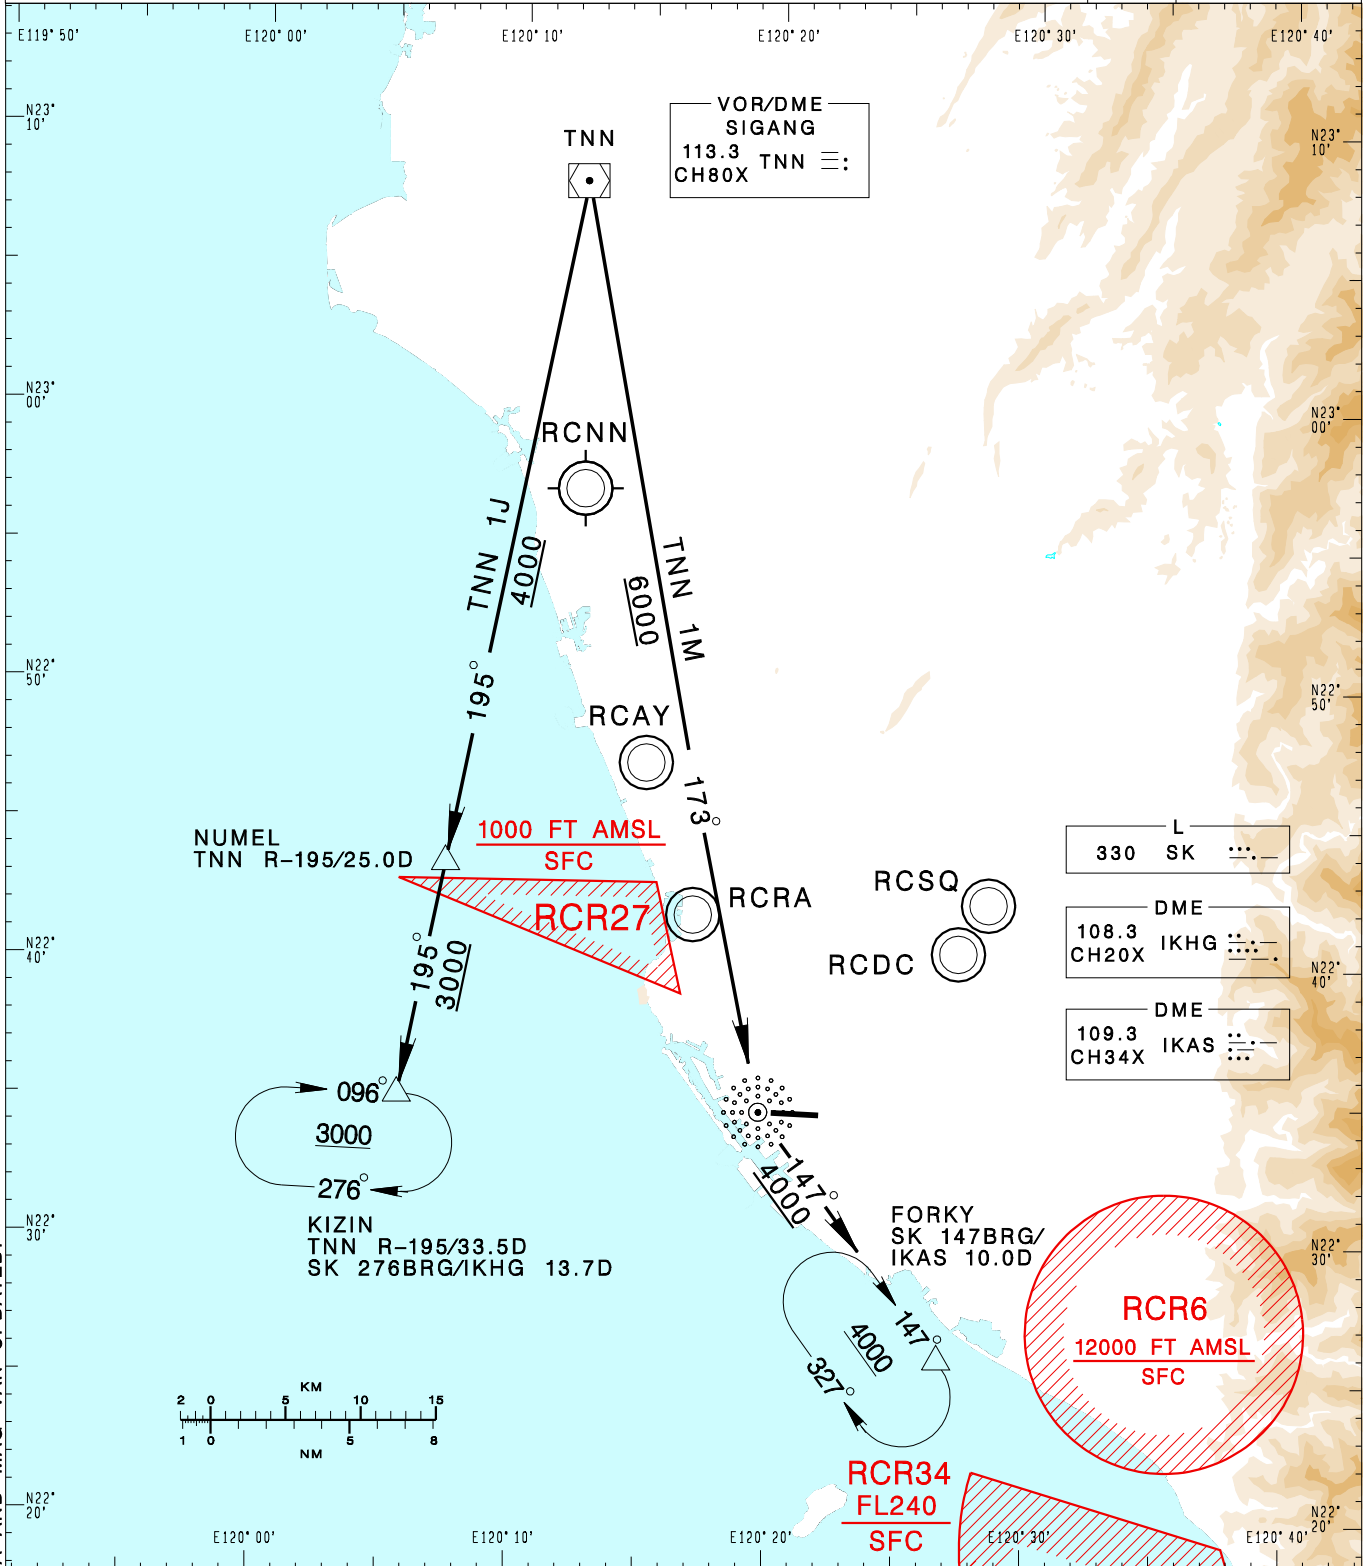 E119°50'
E120°00'
E120°10'
E120°20'
E120°30'
E120°40'
N23°
10'
N23°
10'
VOR/DME
SIGANG
113.3
CH80X
TNN
TNN
N23°
00'
N23°
00'
RCNN
TNN 1J
4000
TNN 1M
6000
N22°
50'
N22°
50'
195°
RCAY
173°
NUMEL
TNN R-195/25.0D
1000 FT AMSL
SFC
RCR27
RCRA
RCSQ
RCDC
L
330 SK
DME
108.3
CH20X
IKHG
DME
109.3
CH34X
IKAS
N22°
40'
N22°
40'
195°
3000
096°
3000
276°
KIZIN
TNN R-195/33.5D
SK 276BRG/IKHG 13.7D
147°
4000
FORKY
SK 147BRG/
IKAS 10.0D
N22°
30'
N22°
30'
147°
4000
327°
RCR6
12000 FT AMSL
SFC
KM
2 0 5 10 15
1 0 5 8
NM
RCR34
FL240
SFC
N22°
20'
N22°
20'
E120°00'
E120°10'
E120°20'
E120°30'
E120°40'